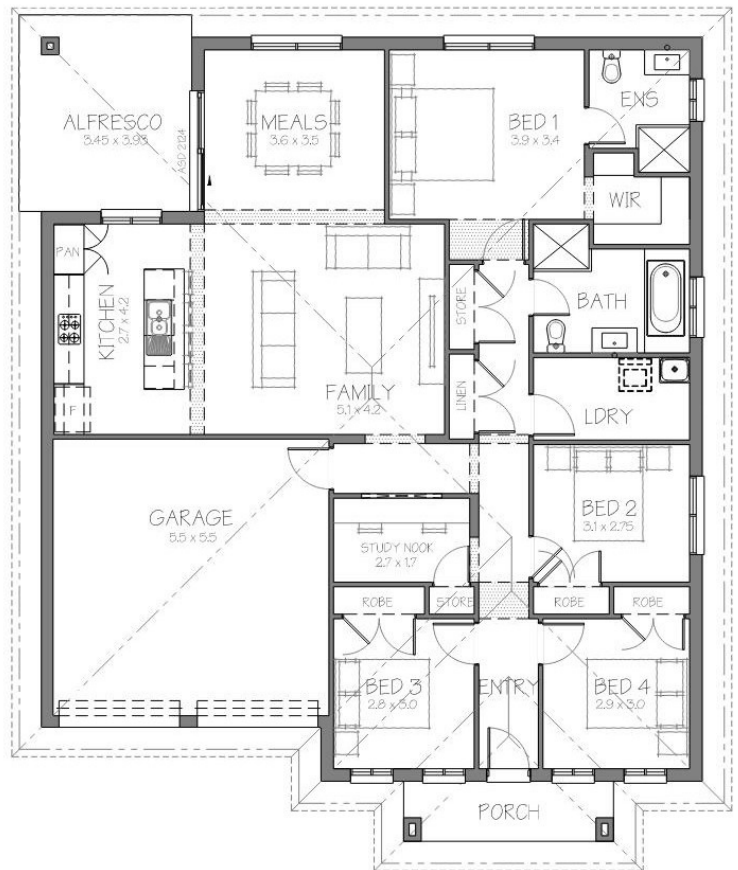 ALFRESCO
3.45 x 3.93
ASD 2124
MEALS
3.6 x 3.5
BED 1
3.9 x 3.4
ENS
WIR
PAN
KITCHEN
2.7 x 4.2
F
FAMILY
5.1 x 4.2
STORE
LINEN
BATH
LDRY
GARAGE
5.5 x 5.5
STUDY NOOK
2.7 x 1.7
BED 2
3.1 x 2.75
ROBE
STORE
ROBE
ROBE
BED 3
2.8 x 3.0
ENTRY
BED 4
2.9 x 3.0
PORCH